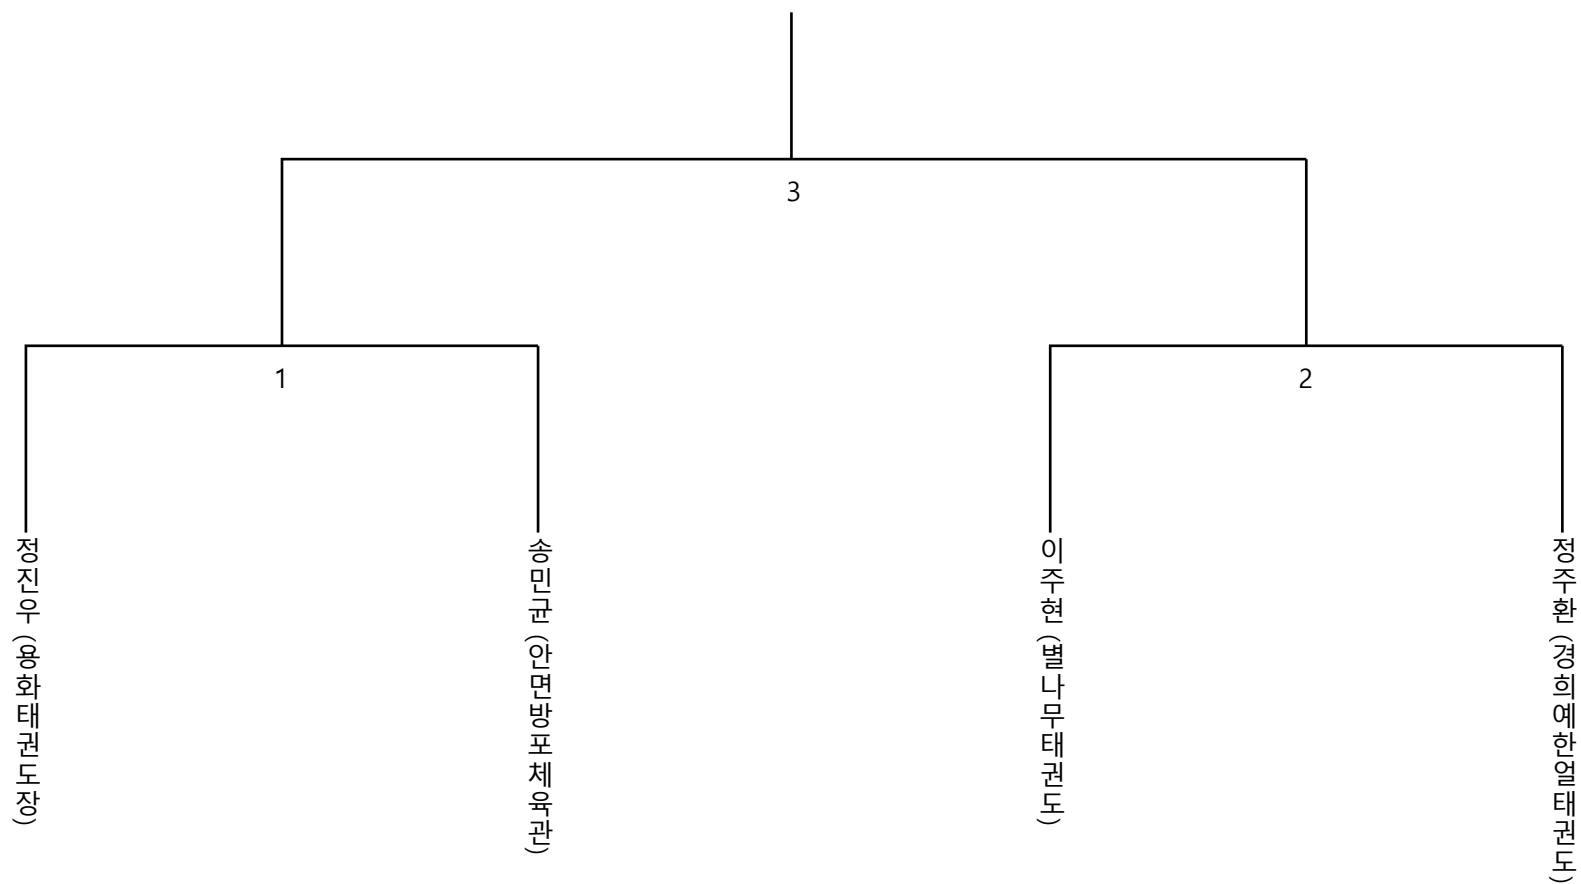 3
1
2
정진우 (용화태권도장)
송민균 (안면방포체육관)
이주현 (별나무태권도)
정주환 (경희예한얼태권도)